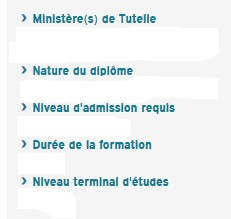 › Ministère(s) de Tutelle
› Nature du diplôme
› Niveau d'admission requis
› Durée de la formation
› Niveau terminal d'études